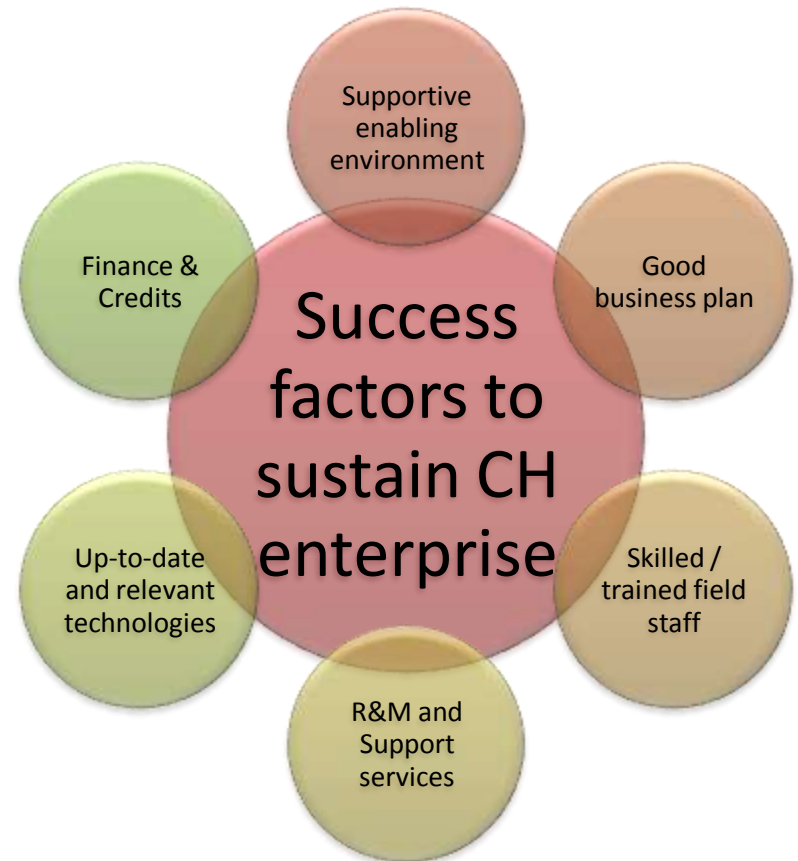 Supportive
enabling
environment
Finance &
Credits
Good
business plan
Success
factors to
sustain CH
enterprise
Up-to-date
and relevant
technologies
Skilled /
trained field
staff
R&M and
Support
services